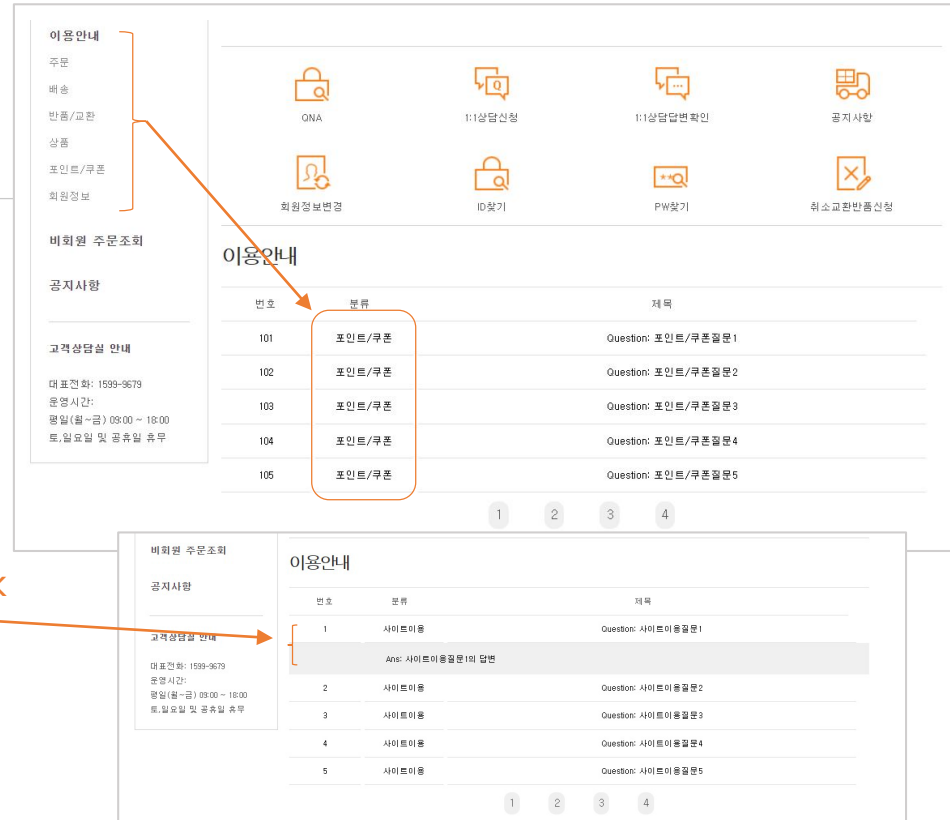 이용안내
주문
배송
반품/교환
상품
포인트/쿠폰
회원정보
비회원 주문조회
공지사항
고객상담실 안내
대표전화: 1599-9679
운영시간:
평일(월~금) 09:00 ~ 18:00
토,일요일 및 공휴일 휴무
QNA 1:1상담신청 1:1상담답변확인 공지사항
회원정보변경 ID찾기 PW찾기 취소교환반품신청
이용안내
번호 분류 제목
101 포인트/쿠폰 Question: 포인트/쿠폰질문1
102 포인트/쿠폰 Question: 포인트/쿠폰질문2
103 포인트/쿠폰 Question: 포인트/쿠폰질문3
104 포인트/쿠폰 Question: 포인트/쿠폰질문4
105 포인트/쿠폰 Question: 포인트/쿠폰질문5
1 2 3 4
비회원 주문조회
공지사항
고객상담실 안내
대표전화: 1599-9679
운영시간:
평일(월~금) 09:00 ~ 18:00
토,일요일 및 공휴일 휴무
이용안내
번호 분류 제목
1 사이트이용 Question: 사이트이용질문1
Ans: 사이트이용질문1의 답변
2 사이트이용 Question: 사이트이용질문2
3 사이트이용 Question: 사이트이용질문3
4 사이트이용 Question: 사이트이용질문4
5 사이트이용 Question: 사이트이용질문5
1 2 3 4